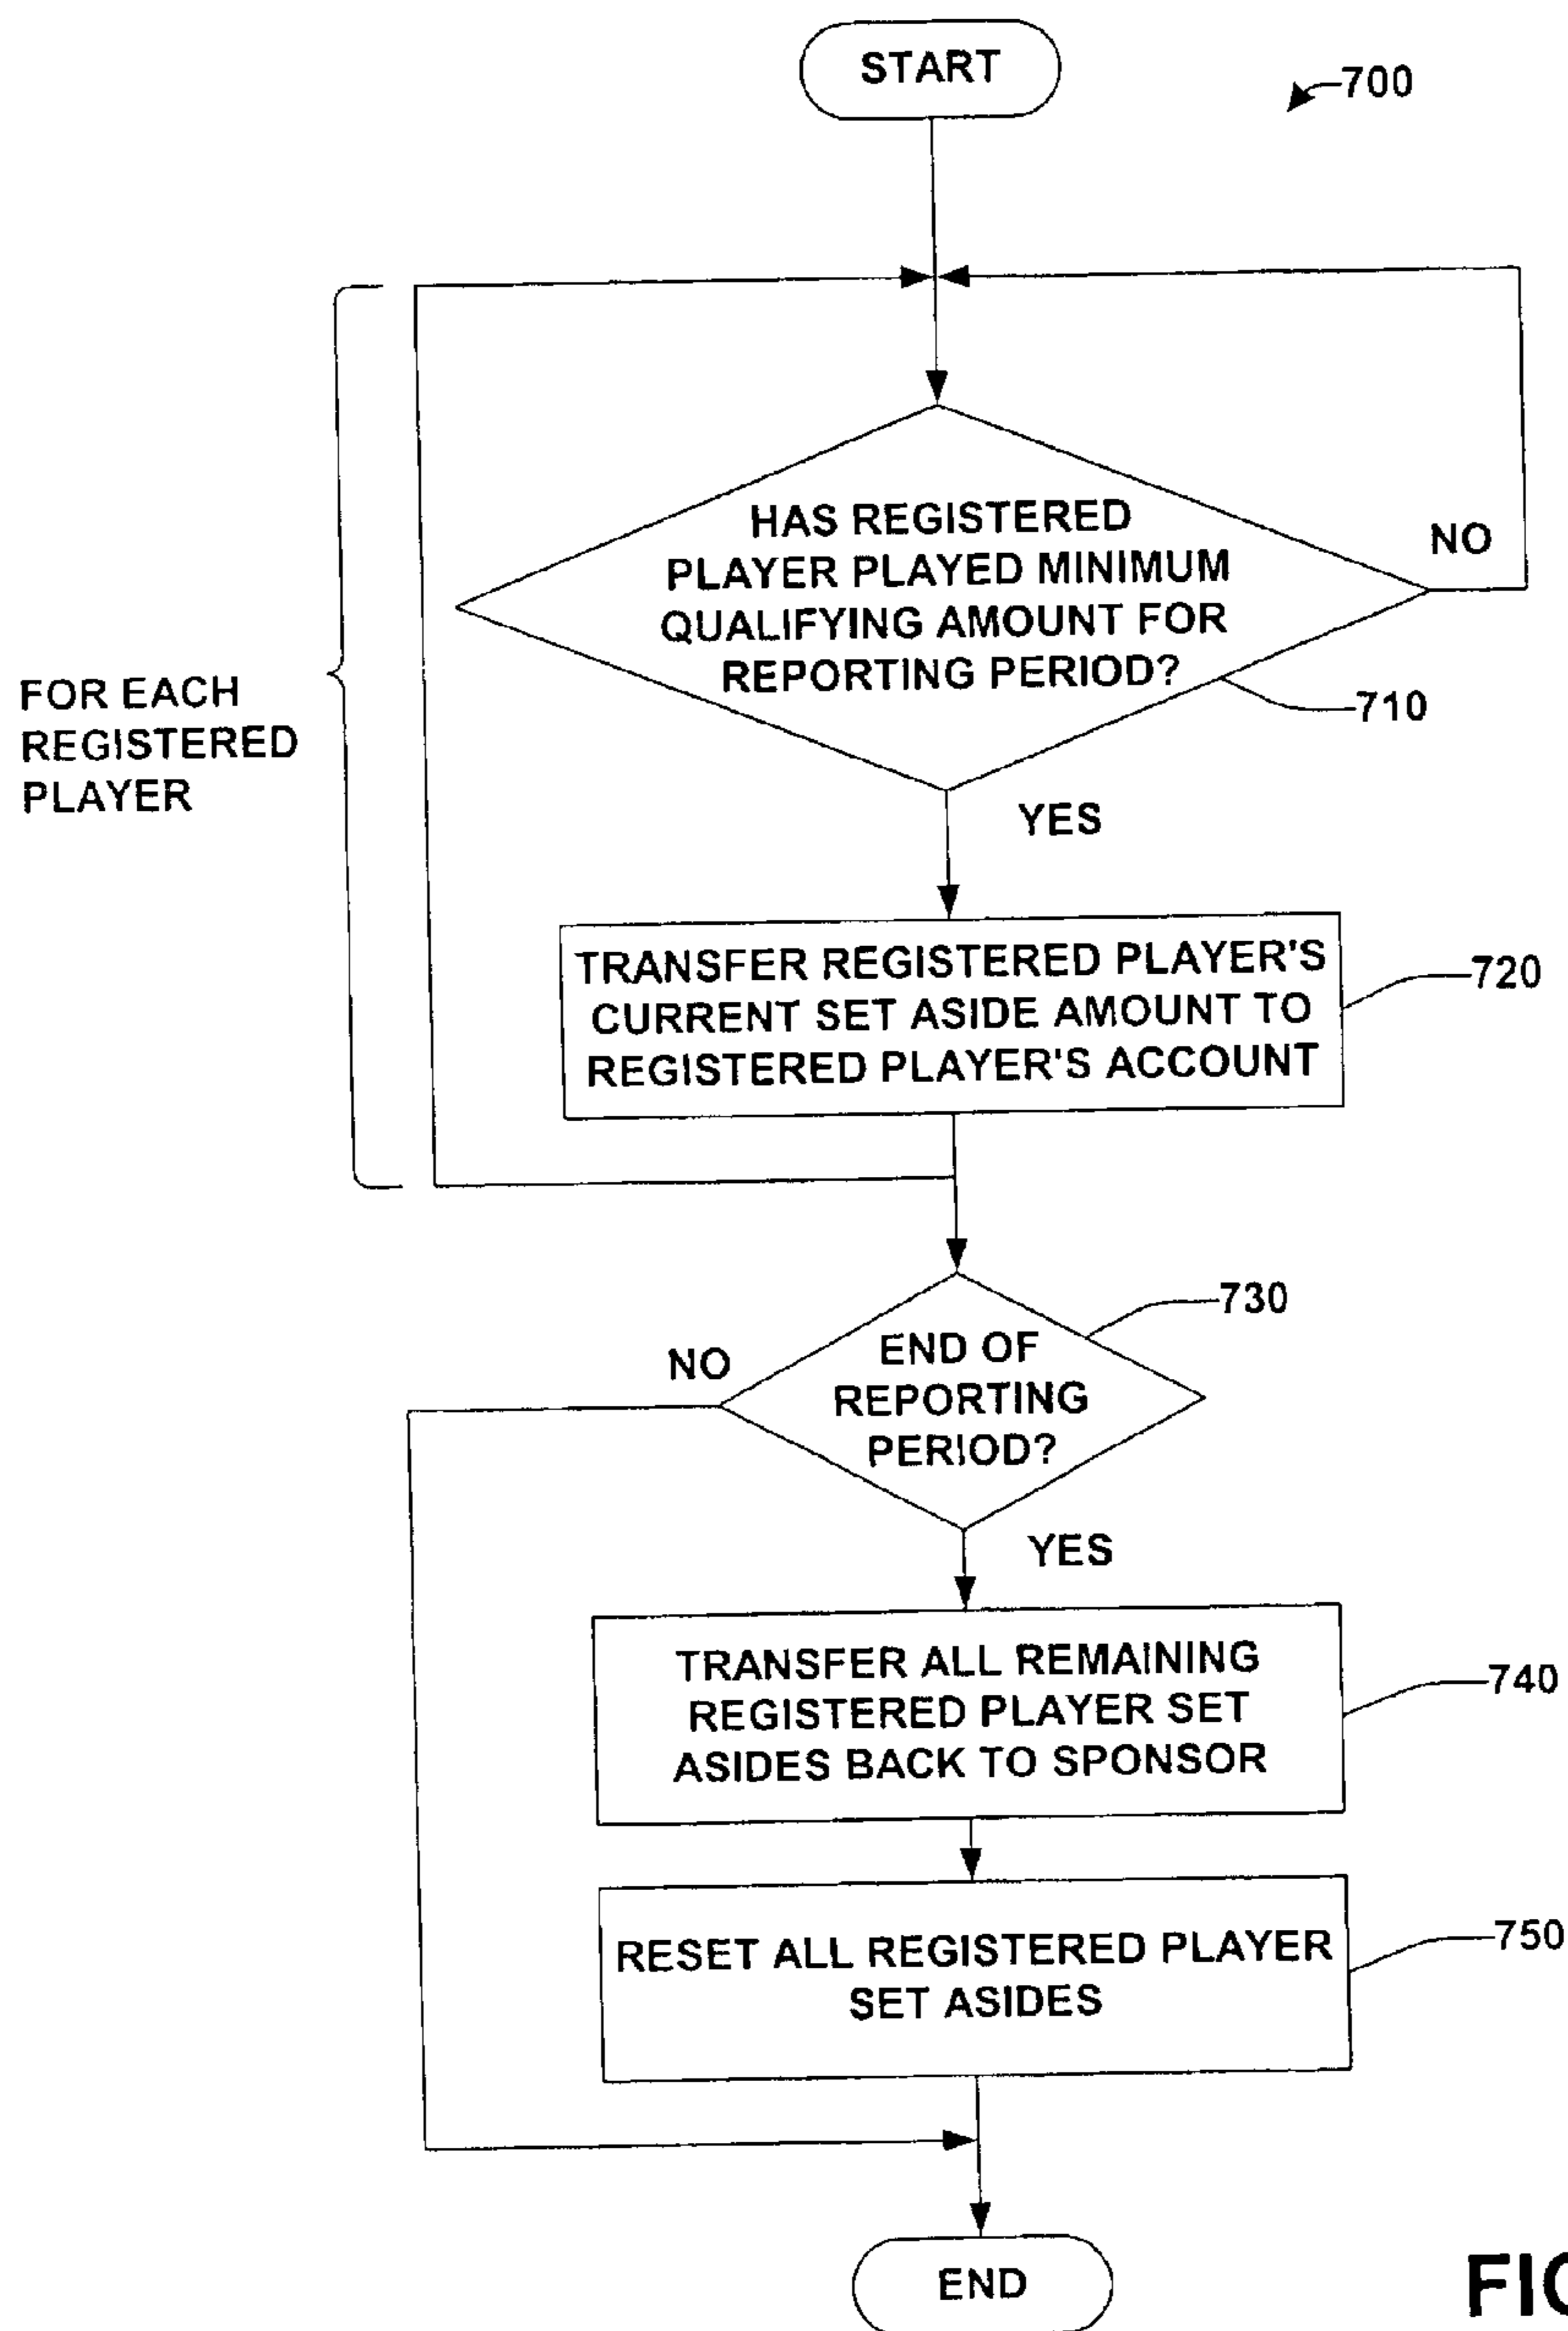 START
700
HAS REGISTERED
PLAYER PLAYED MINIMUM
QUALIFYING AMOUNT FOR
REPORTING PERIOD?
NO
710
FOR EACH
REGISTERED
PLAYER
YES
TRANSFER REGISTERED PLAYER'S
CURRENT SET ASIDE AMOUNT TO
REGISTERED PLAYER'S ACCOUNT
720
730
NO
END OF
REPORTING
PERIOD?
YES
TRANSFER ALL REMAINING
REGISTERED PLAYER SET
ASIDES BACK TO SPONSOR
740
RESET ALL REGISTERED PLAYER
SET ASIDES
750
END